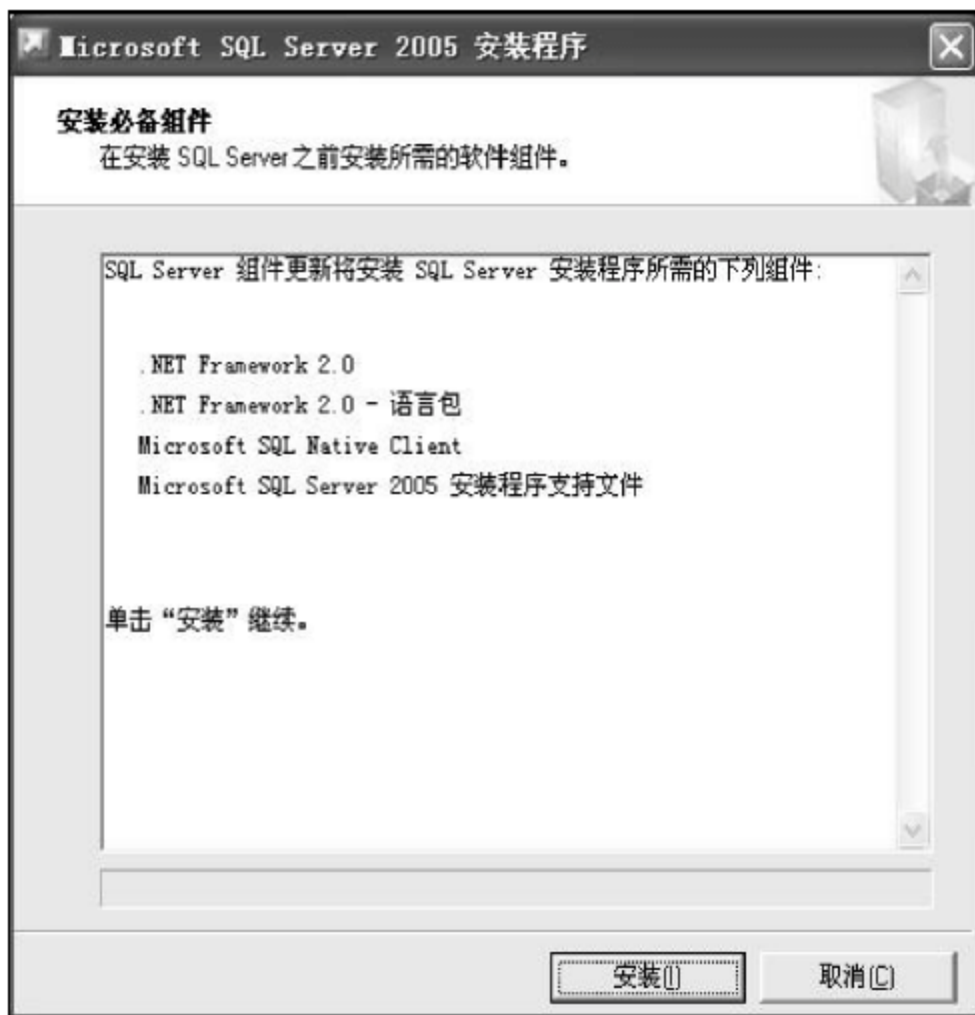 Microsoft SQL Server 2005 安装程序
安装必备组件
在安装 SQL Server 之前安装所需的软件组件。
SQL Server 组件更新将安装 SQL Server 安装程序所需的下列组件:
.NET Framework 2.0
.NET Framework 2.0 - 语言包
Microsoft SQL Native Client
Microsoft SQL Server 2005 安装程序支持文件
单击“安装”继续。
安装(I)
取消(C)